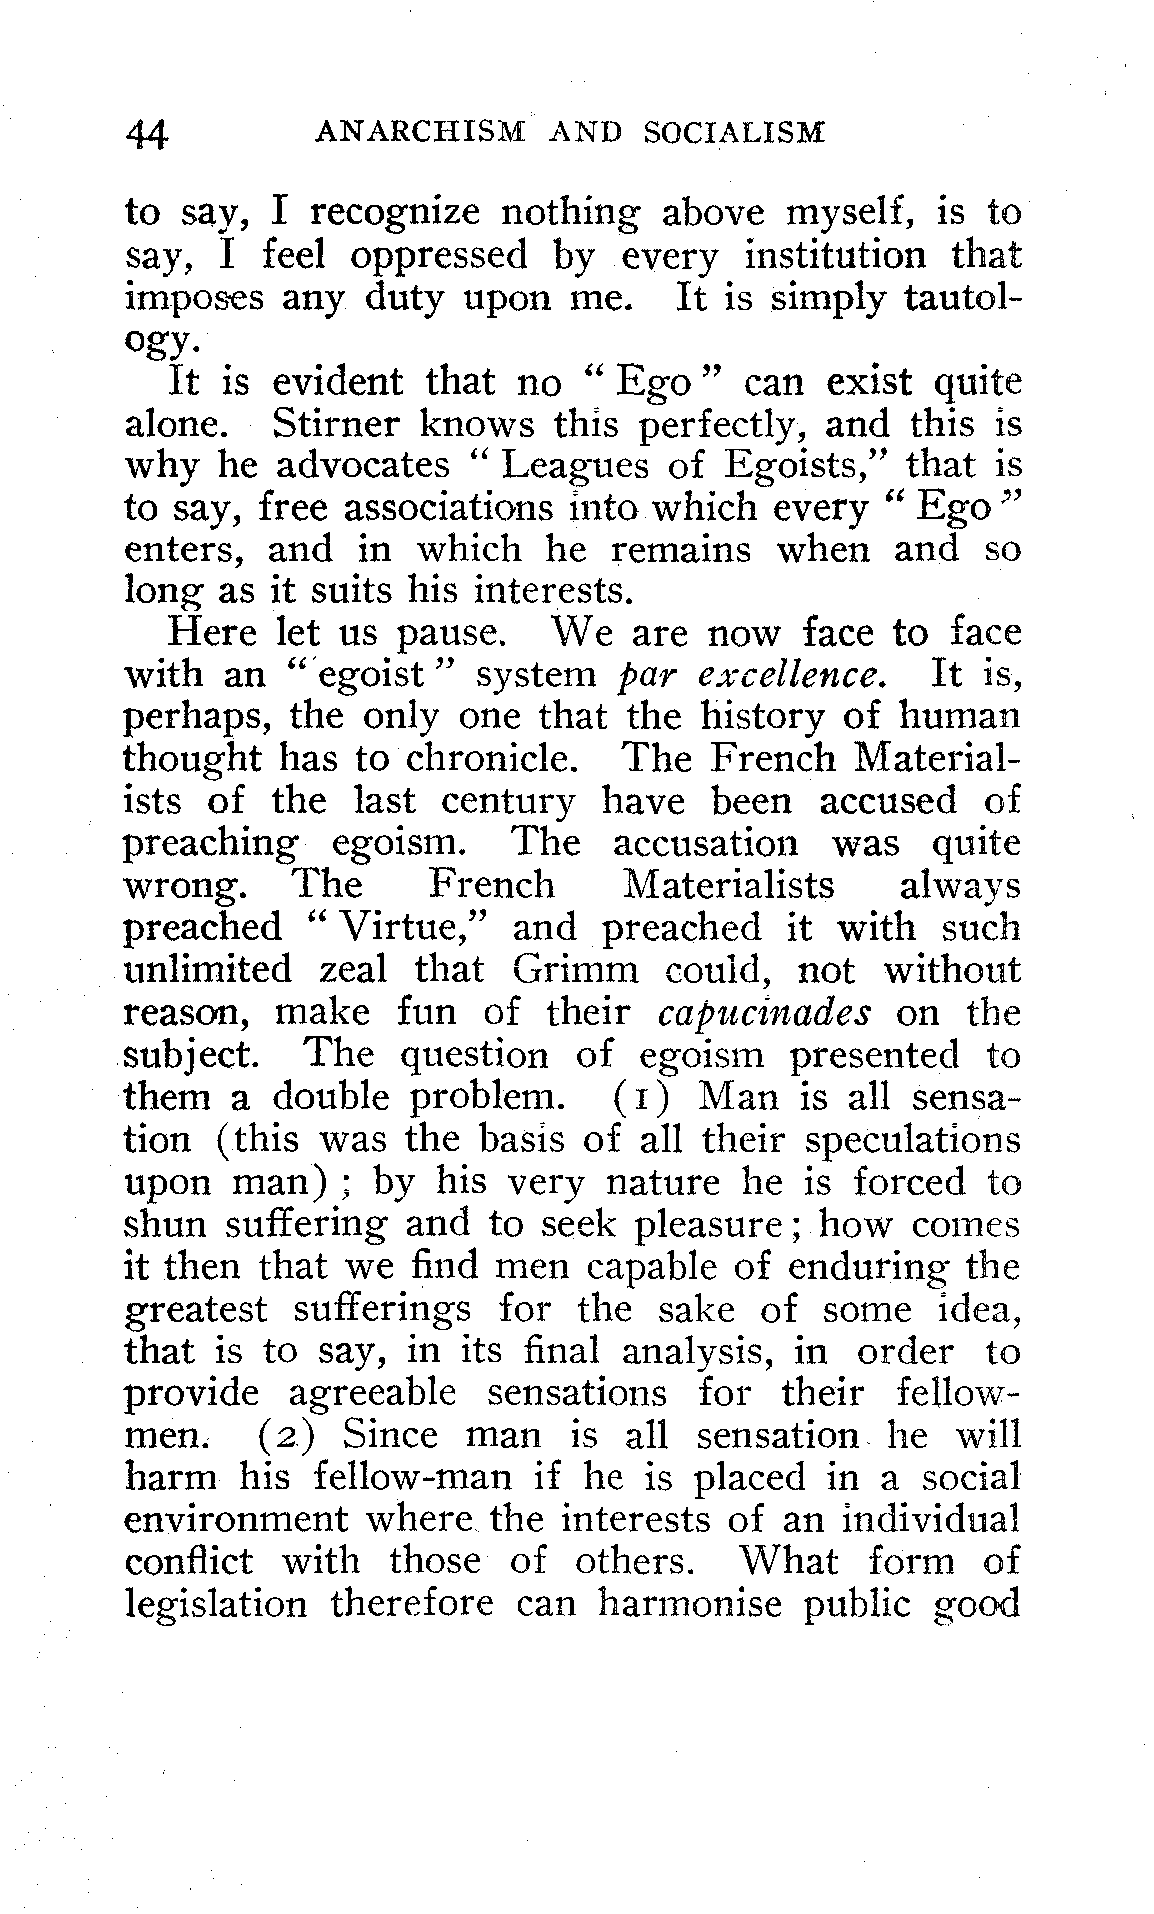 44 ANARCHISM AND SOCIALISM
to say, I recognize nothing above myself, is to
say, I feel oppressed by every institution that
imposes any duty upon me. It is simply tautol-
ogy.
It is evident that no “ Ego ” can exist quite
alone. Stirner knows this perfectly, and this is
why he advocates “ Leagues of Egoists,” that is
to say, free associations into which every “ Ego ”
enters, and in which he remains when and so
long as it suits his interests.
Here let us pause. We are now face to face
with an “ egoist ” system par excellence. It is,
perhaps, the only one that the history of human
thought has to chronicle. The French Material-
ists of the last century have been accused of
preaching egoism. The accusation was quite
wrong. The French Materialists always
preached “ Virtue,” and preached it with such
unlimited zeal that Grimm could, not without
reason, make fun of their capucinades on the
subject. The question of egoism presented to
them a double problem. (1) Man is all sensa-
tion (this was the basis of all their speculations
upon man) ; by his very nature he is forced to
shun suffering and to seek pleasure ; how comes
it then that we find men capable of enduring the
greatest sufferings for the sake of some idea,
that is to say, in its final analysis, in order to
provide agreeable sensations for their fellow-
men. (2) Since man is all sensation he will
harm his fellow-man if he is placed in a social
environment where the interests of an individual
conflict with those of others. What form of
legislation therefore can harmonise public good